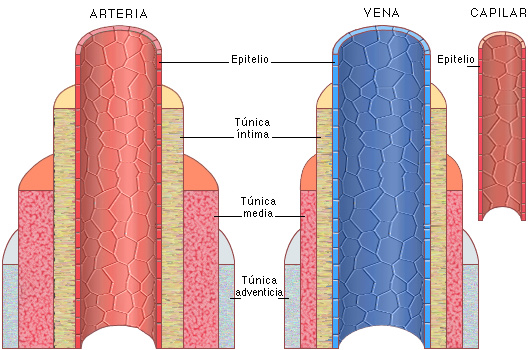 ARTERIA
VENA
CAPILAR
Epitelio
Epitelio
Túnica
íntima
Túnica
media
Túnica
adventicia